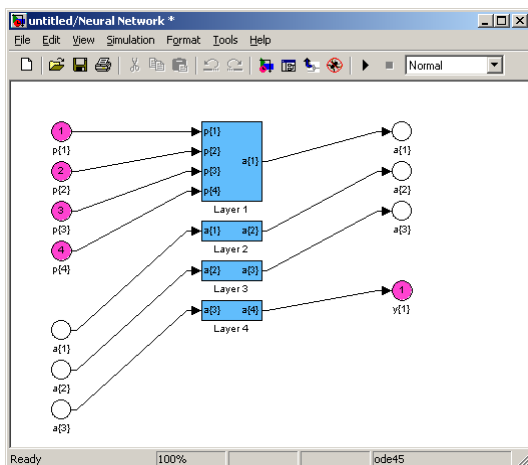 untitled/Neural Network *
File Edit View Simulation Format Tools Help
Normal
1
p{1}
2
p{2}
3
p{3}
4
p{4}
p{1}
p{2}
p{3}
p{4}
a{1}
Layer 1
a{1} a{2}
Layer 2
a{2} a{3}
Layer 3
a{3} a{4}
Layer 4
a{1}
a{2}
a{3}
1
y{1}
a{1}
a{2}
a{3}
Ready 100% ode45